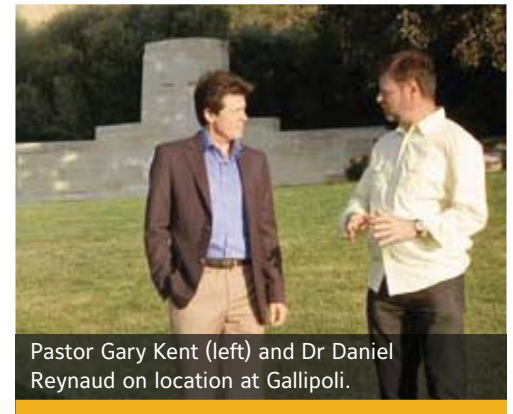 Pastor Gary Kent (left) and Dr Daniel
Reynaud on location at Gallipoli.